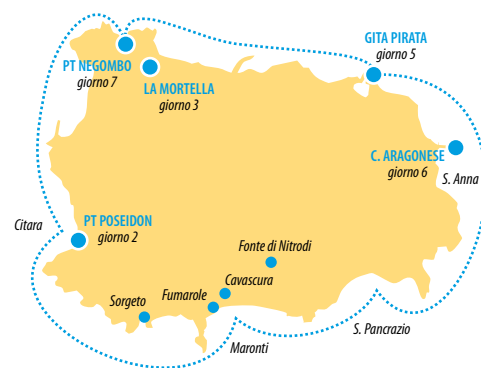 GITA PIRATA
giorno 5
PT NEGOMBO
giorno 7
LA MORTELLA
giorno 3
C. ARAGONESE
giorno 6
S. Anna
PT POSEIDON
giorno 2
Citara
Fonte di Nitrodi
Cavascura
Fumarole
Sorgeto
S. Pancrazio
Maronti